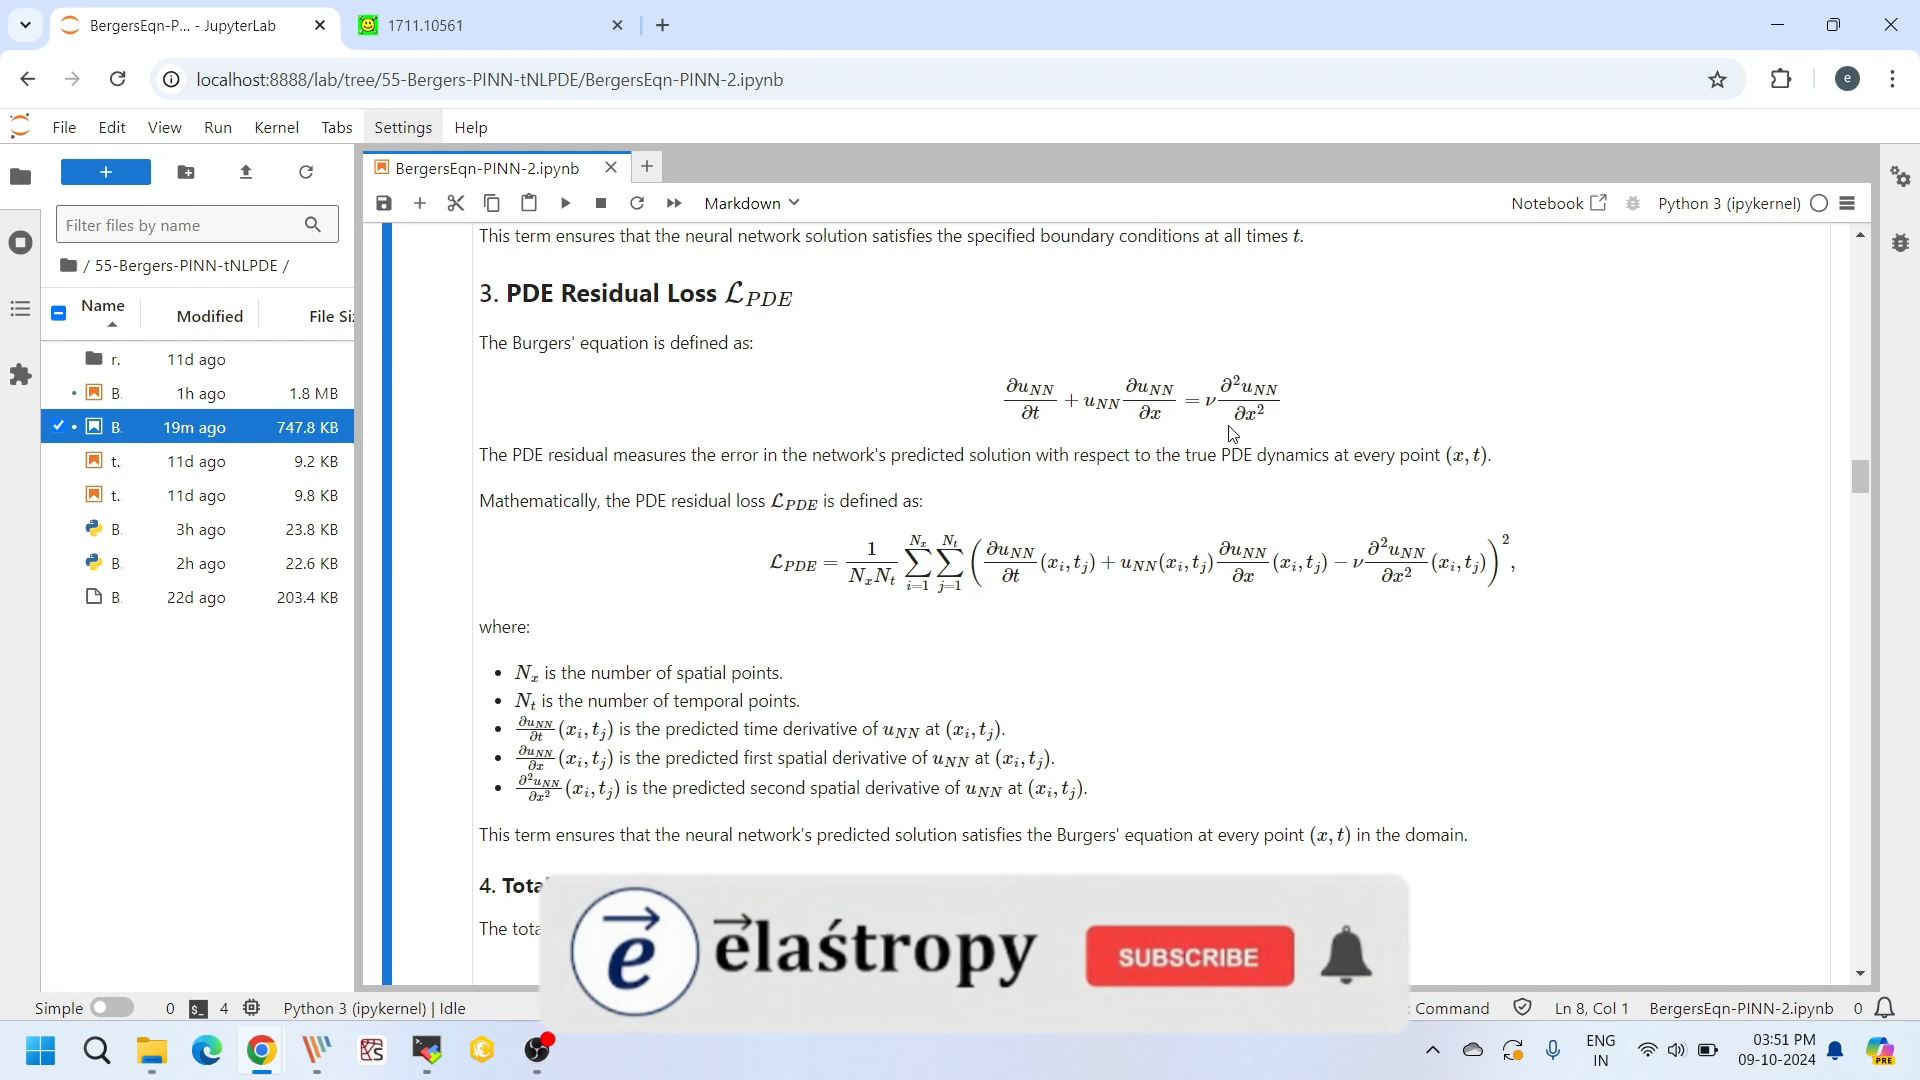 BergersEqn-P... - JupyterLab
1711.10561
localhost:8888/lab/tree/55-Bergers-PINN-tNLPDE/BergersEqn-PINN-2.ipynb
e
File Edit View Run Kernel Tabs Settings Help
BergersEqn-PINN-2.ipynb
Markdown
Notebook
Python 3 (ipykernel)
Filter files by name
/ 55-Bergers-PINN-tNLPDE /
Name Modified File Siz
r. 11d ago
B. 1h ago 1.8 MB
B. 19m ago 747.8 KB
t. 11d ago 9.2 KB
t. 11d ago 9.8 KB
B. 3h ago 23.8 KB
B. 2h ago 22.6 KB
B. 22d ago 203.4 KB
This term ensures that the neural network solution satisfies the specified boundary conditions at all times t.
3. PDE Residual Loss ℒ_PDE
The Burgers' equation is defined as:
∂u_NN/∂t + u_NN ∂u_NN/∂x = ν ∂²u_NN/∂x²
The PDE residual measures the error in the network's predicted solution with respect to the true PDE dynamics at every point (x, t).
Mathematically, the PDE residual loss ℒ_PDE is defined as:
ℒ_PDE = 1/(N_x N_t) ∑_{i=1}^{N_x} ∑_{j=1}^{N_t} (∂u_NN/∂t (x_i, t_j) + u_NN(x_i, t_j) ∂u_NN/∂x (x_i, t_j) − ν ∂²u_NN/∂x² (x_i, t_j))²,
where:
• N_x is the number of spatial points.
• N_t is the number of temporal points.
• ∂u_NN/∂t (x_i, t_j) is the predicted time derivative of u_NN at (x_i, t_j).
• ∂u_NN/∂x (x_i, t_j) is the predicted first spatial derivative of u_NN at (x_i, t_j).
• ∂²u_NN/∂x² (x_i, t_j) is the predicted second spatial derivative of u_NN at (x_i, t_j).
This term ensures that the neural network's predicted solution satisfies the Burgers' equation at every point (x, t) in the domain.
4. Tota
The tota
e
elaśtropy
SUBSCRIBE
Simple 0 $_ 4 Python 3 (ipykernel) | Idle
: Command Ln 8, Col 1 BergersEqn-PINN-2.ipynb 0
ENG
IN
03:51 PM
09-10-2024
PRE